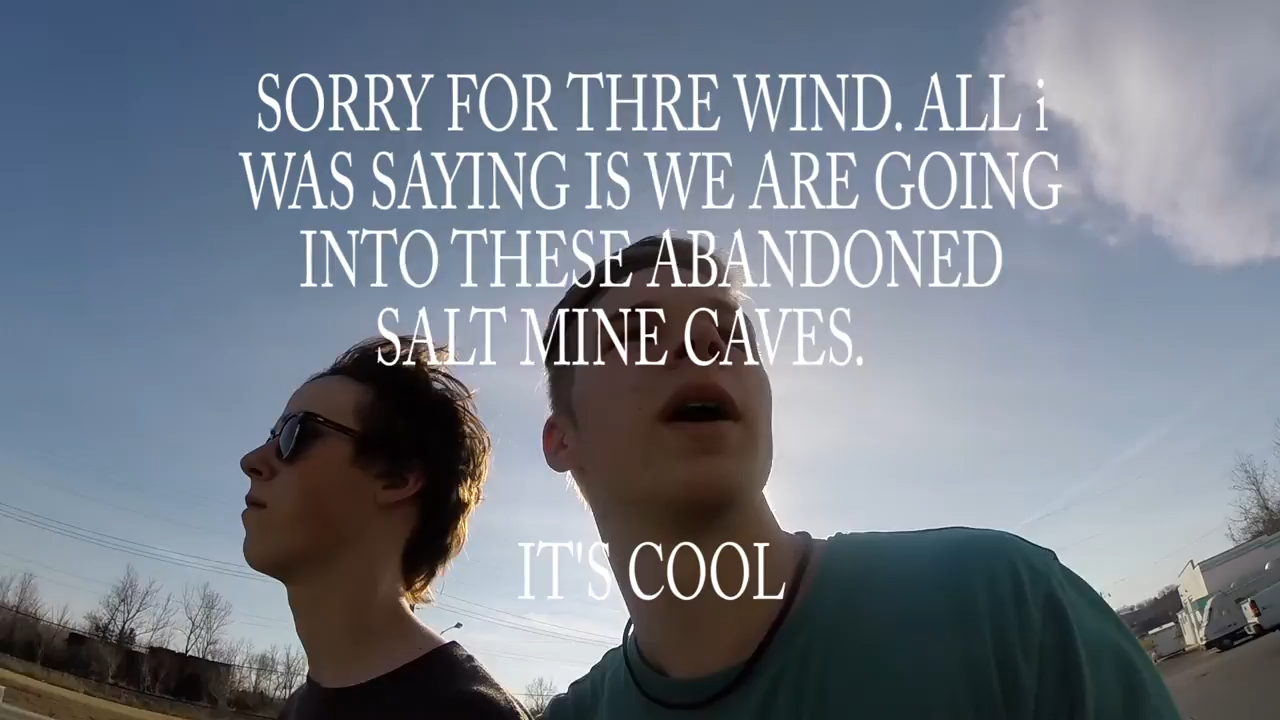 SORRY FOR THRE WIND. ALL i
WAS SAYING IS WE ARE GOING
INTO THESE ABANDONED
SALT MINE CAVES.
IT'S COOL